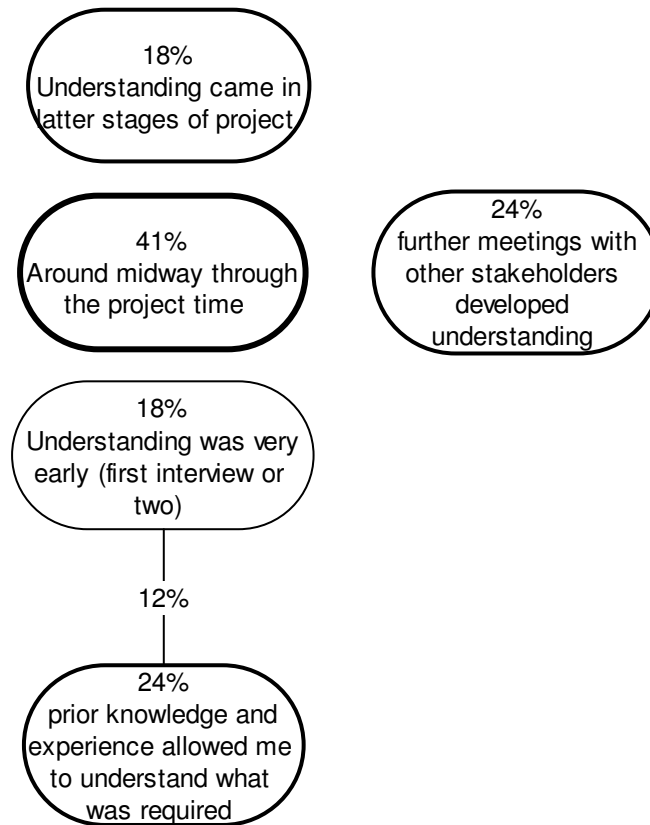 18%
Understanding came in
latter stages of project
41%
Around midway through
the project time
24%
further meetings with
other stakeholders
developed
understanding
18%
Understanding was very
early (first interview or
two)
12%
24%
prior knowledge and
experience allowed me
to understand what
was required